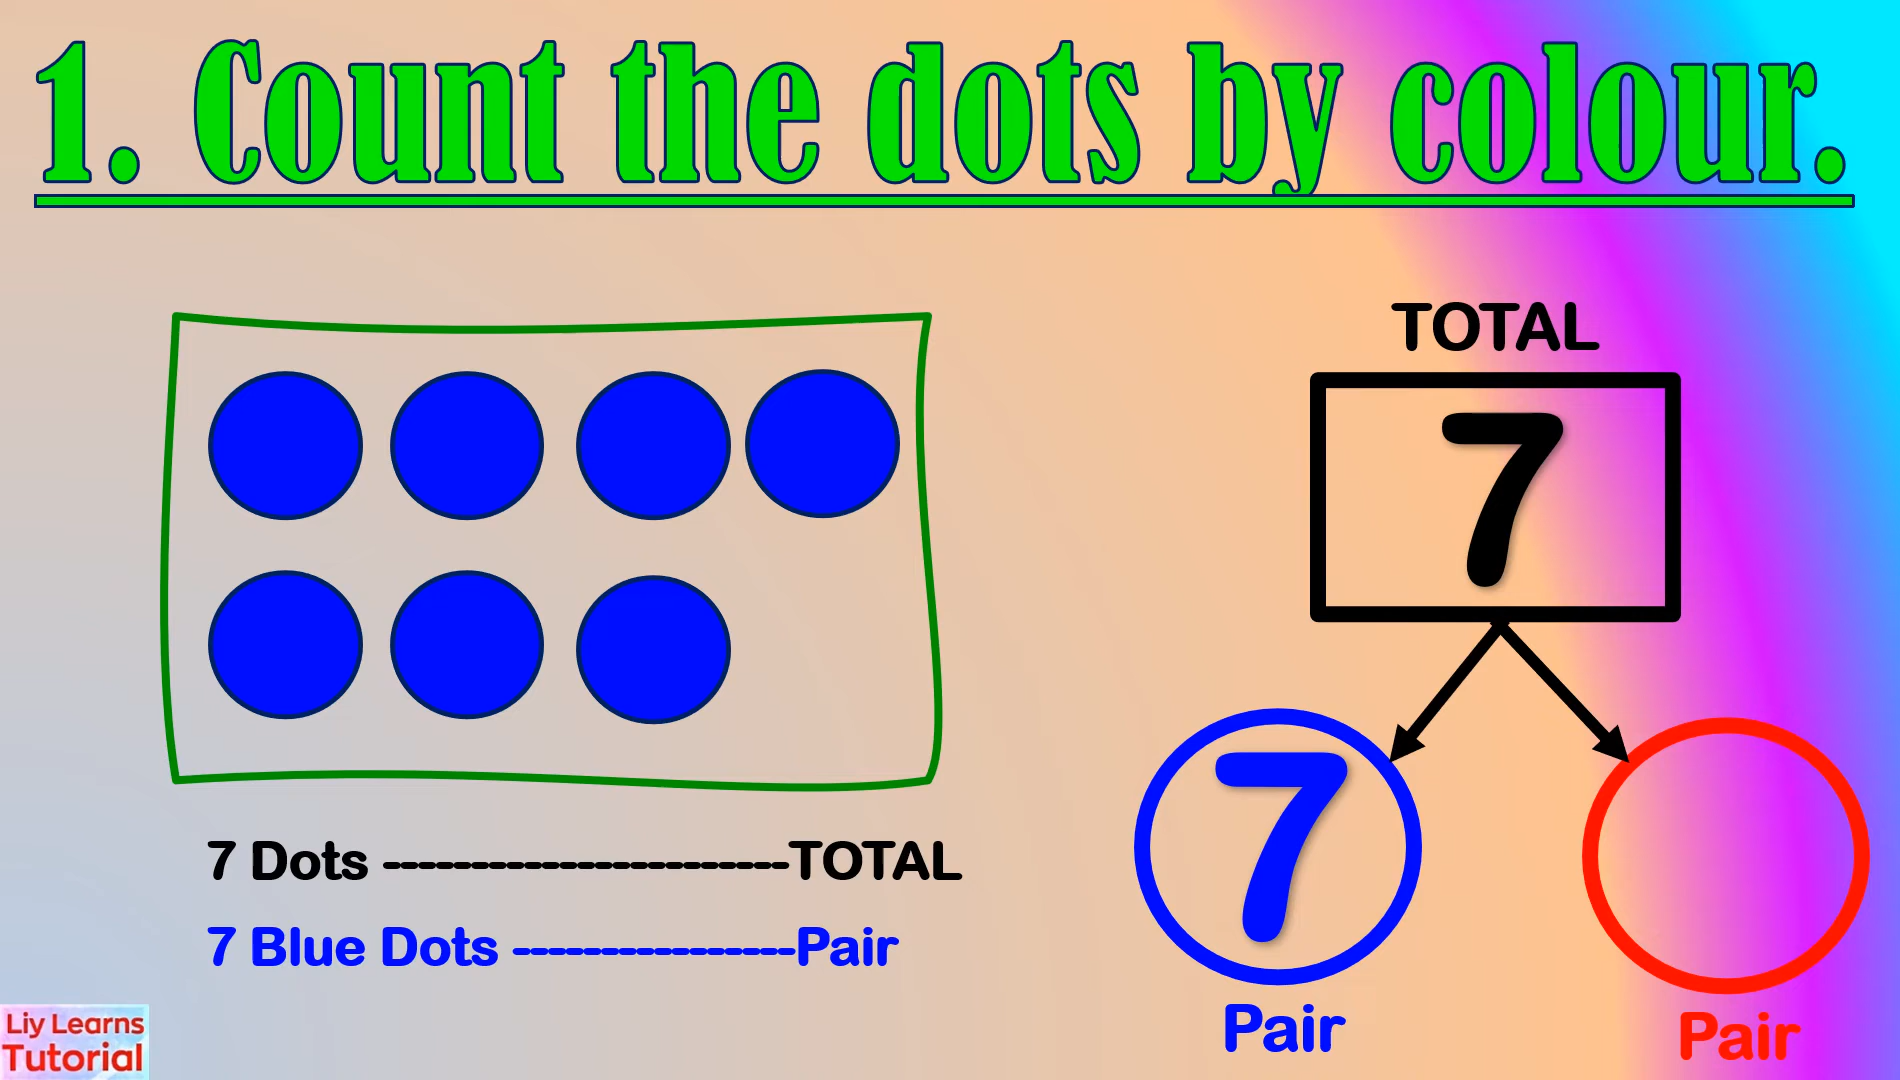 1. Count the dots by colour.
TOTAL
7
7
Pair
Pair
7 Dots -----------------------TOTAL
7 Blue Dots ----------------Pair
Liy Learns
Tutorial